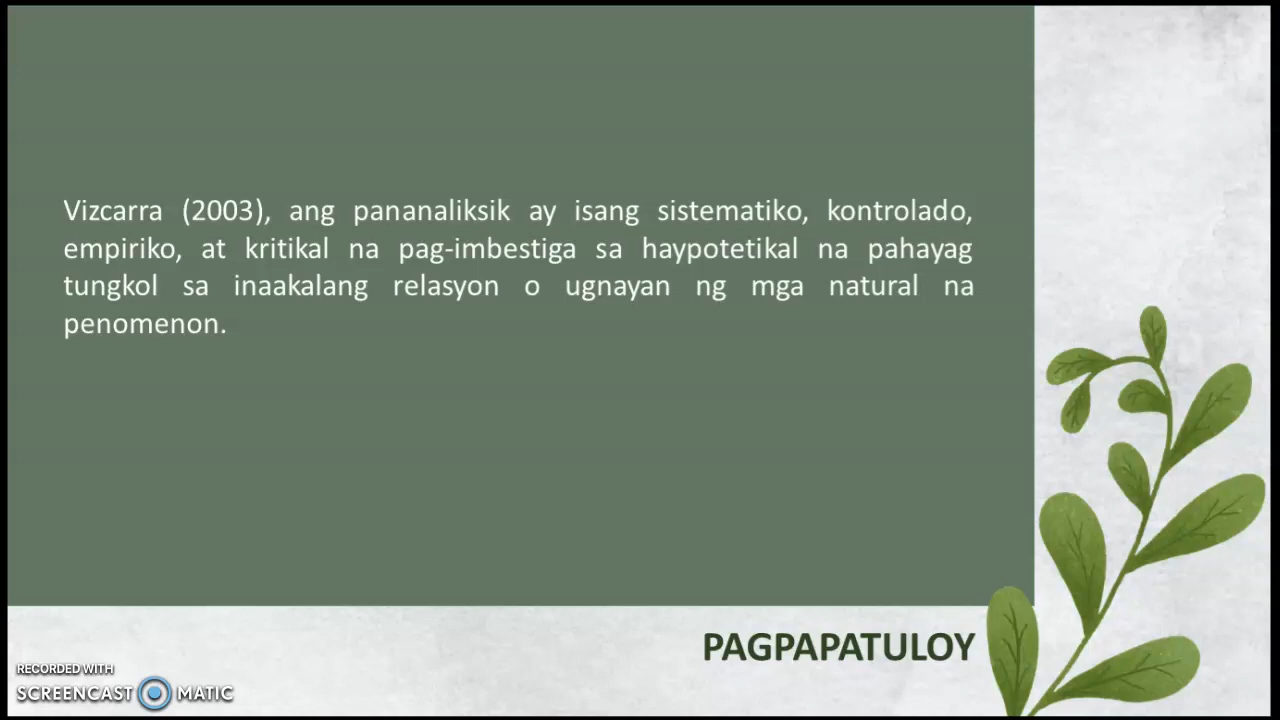 Vizcarra (2003), ang pananaliksik ay isang sistematiko, kontrolado,
empiriko, at kritikal na pag-imbestiga sa haypotetikal na pahayag
tungkol sa inaakalang relasyon o ugnayan ng mga natural na
penomenon.
PAGPAPATULOY
RECORDED WITH
SCREENCAST MATIC